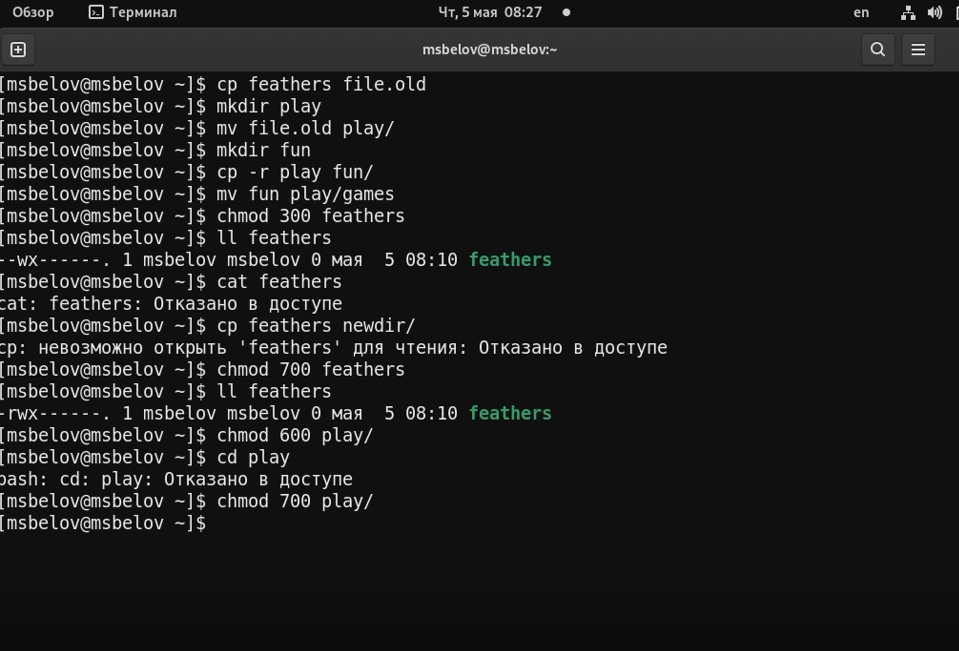 Обзор Терминал Чт, 5 мая 08:27 en
msbelov@msbelov:~
[msbelov@msbelov ~]$ cp feathers file.old
[msbelov@msbelov ~]$ mkdir play
[msbelov@msbelov ~]$ mv file.old play/
[msbelov@msbelov ~]$ mkdir fun
[msbelov@msbelov ~]$ cp -r play fun/
[msbelov@msbelov ~]$ mv fun play/games
[msbelov@msbelov ~]$ chmod 300 feathers
[msbelov@msbelov ~]$ ll feathers
--wx------. 1 msbelov msbelov 0 мая  5 08:10 feathers
[msbelov@msbelov ~]$ cat feathers
cat: feathers: Отказано в доступе
[msbelov@msbelov ~]$ cp feathers newdir/
cp: невозможно открыть 'feathers' для чтения: Отказано в доступе
[msbelov@msbelov ~]$ chmod 700 feathers
[msbelov@msbelov ~]$ ll feathers
-rwx------. 1 msbelov msbelov 0 мая  5 08:10 feathers
[msbelov@msbelov ~]$ chmod 600 play/
[msbelov@msbelov ~]$ cd play
bash: cd: play: Отказано в доступе
[msbelov@msbelov ~]$ chmod 700 play/
[msbelov@msbelov ~]$